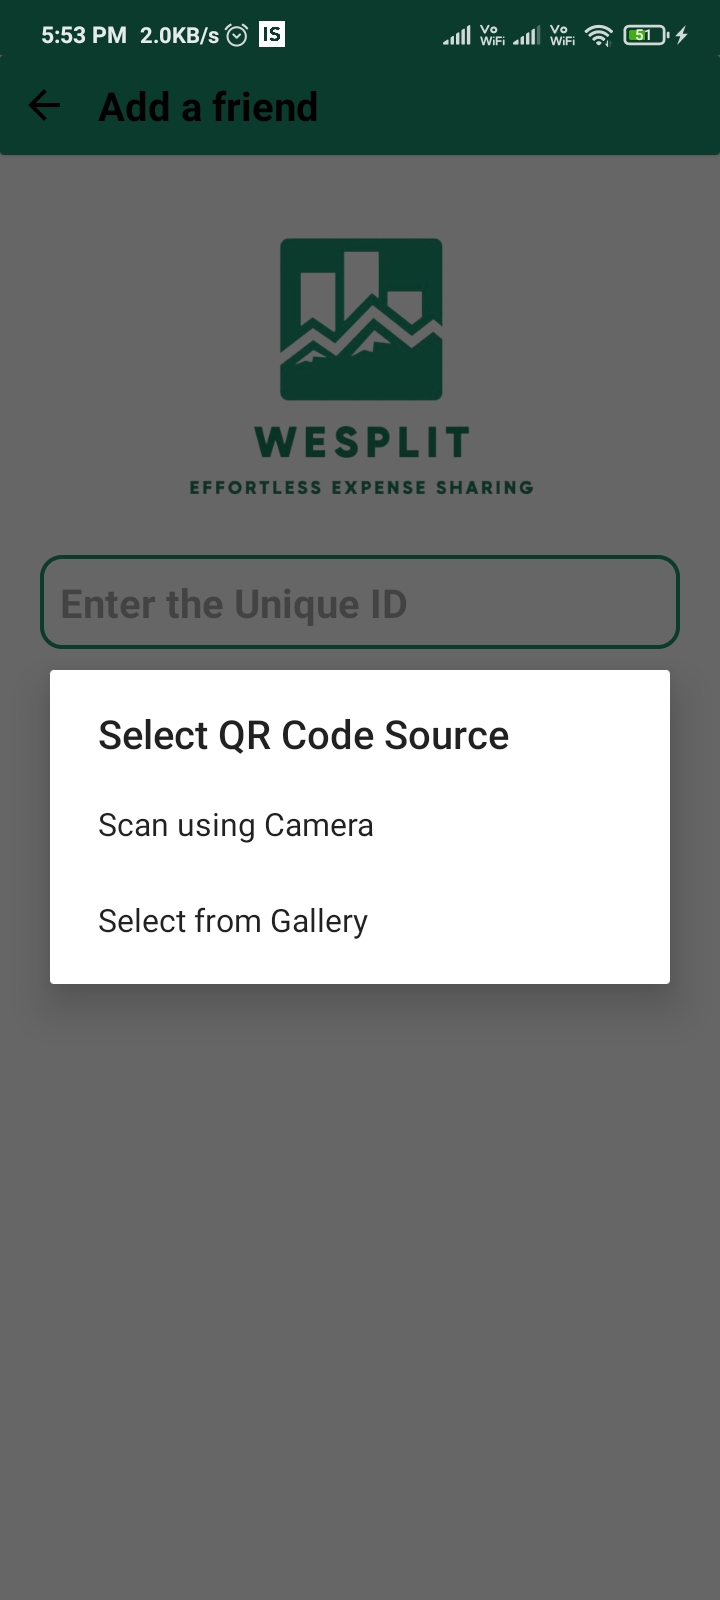 5:53 PM 2.0KB/s IS Vo WiFi Vo WiFi 51
Add a friend
WESPLIT
EFFORTLESS EXPENSE SHARING
Enter the Unique ID
Select QR Code Source
Scan using Camera
Select from Gallery